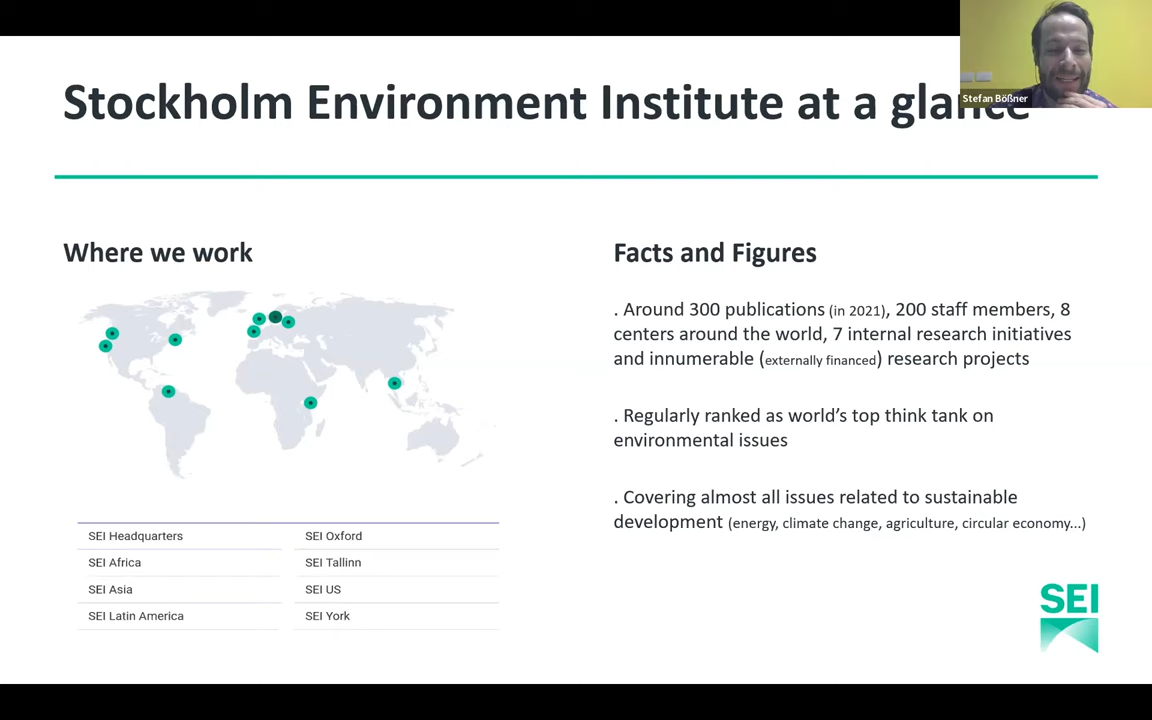 Stockholm Environment Institute at a glance
Stefan Bößner
Where we work
SEI Headquarters
SEI Oxford
SEI Africa
SEI Tallinn
SEI Asia
SEI US
SEI Latin America
SEI York
Facts and Figures
. Around 300 publications (in 2021), 200 staff members, 8
centers around the world, 7 internal research initiatives
and innumerable (externally financed) research projects
. Regularly ranked as world’s top think tank on
environmental issues
. Covering almost all issues related to sustainable
development (energy, climate change, agriculture, circular economy...)
SEI